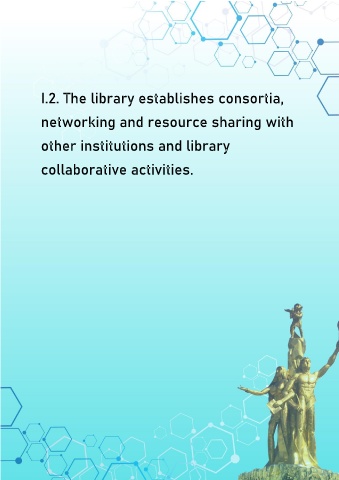 I.2. The library establishes consortia,
networking and resource sharing with
other institutions and library
collaborative activities.